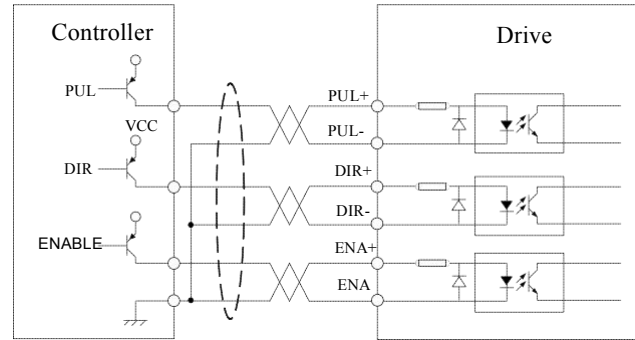 Controller
Drive
PUL
PUL+
VCC
PUL-
DIR
DIR+
DIR-
ENABLE
ENA+
ENA